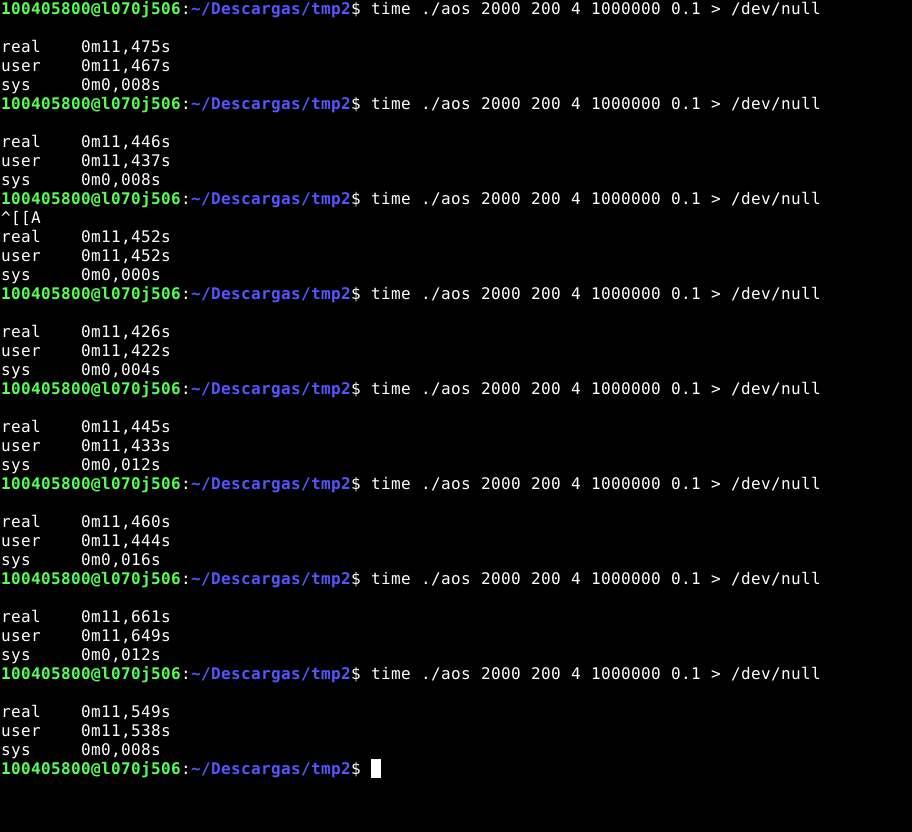 100405800@l070j506:~/Descargas/tmp2$ time ./aos 2000 200 4 1000000 0.1 > /dev/null
real    0m11,475s
user    0m11,467s
sys     0m0,008s
100405800@l070j506:~/Descargas/tmp2$ time ./aos 2000 200 4 1000000 0.1 > /dev/null
real    0m11,446s
user    0m11,437s
sys     0m0,008s
100405800@l070j506:~/Descargas/tmp2$ time ./aos 2000 200 4 1000000 0.1 > /dev/null
^[[A
real    0m11,452s
user    0m11,452s
sys     0m0,000s
100405800@l070j506:~/Descargas/tmp2$ time ./aos 2000 200 4 1000000 0.1 > /dev/null
real    0m11,426s
user    0m11,422s
sys     0m0,004s
100405800@l070j506:~/Descargas/tmp2$ time ./aos 2000 200 4 1000000 0.1 > /dev/null
real    0m11,445s
user    0m11,433s
sys     0m0,012s
100405800@l070j506:~/Descargas/tmp2$ time ./aos 2000 200 4 1000000 0.1 > /dev/null
real    0m11,460s
user    0m11,444s
sys     0m0,016s
100405800@l070j506:~/Descargas/tmp2$ time ./aos 2000 200 4 1000000 0.1 > /dev/null
real    0m11,661s
user    0m11,649s
sys     0m0,012s
100405800@l070j506:~/Descargas/tmp2$ time ./aos 2000 200 4 1000000 0.1 > /dev/null
real    0m11,549s
user    0m11,538s
sys     0m0,008s
100405800@l070j506:~/Descargas/tmp2$